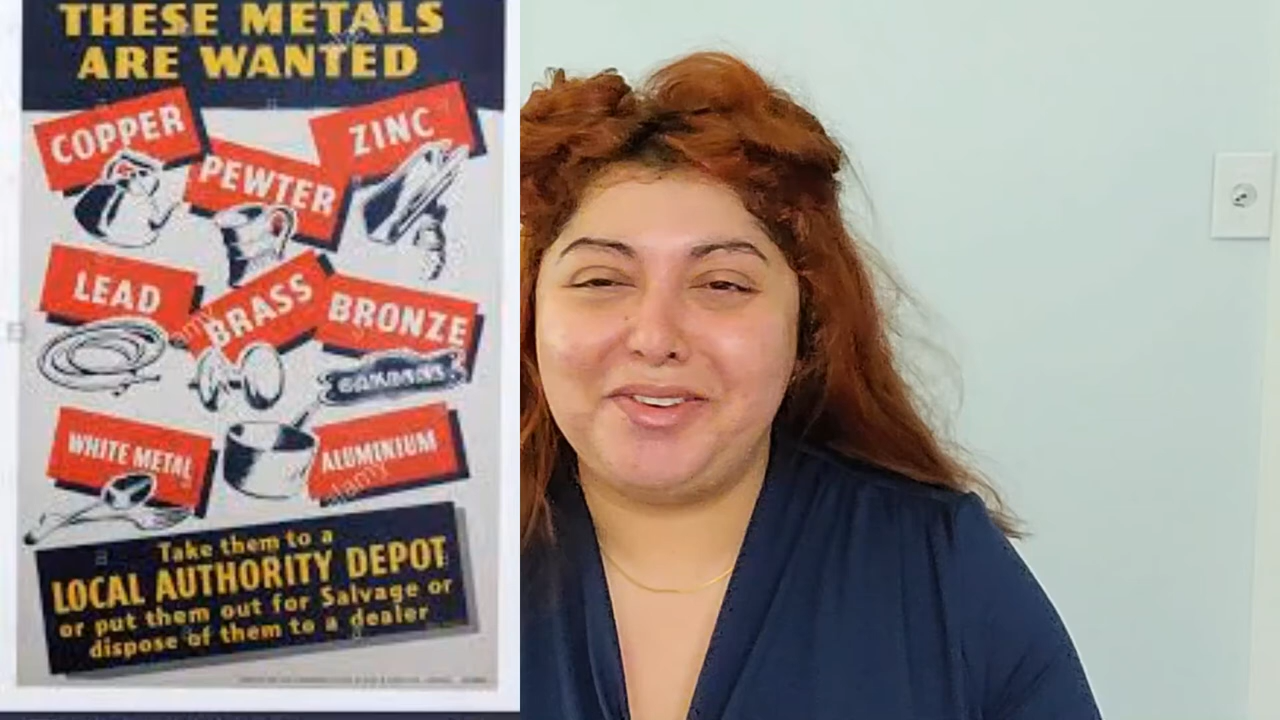 THESE METALS
ARE WANTED
COPPER
ZINC
PEWTER
LEAD
BRASS
BRONZE
WHITE METAL
ALUMINIUM
Take them to a
LOCAL AUTHORITY DEPOT
or put them out for Salvage or
dispose of them to a dealer
alamy